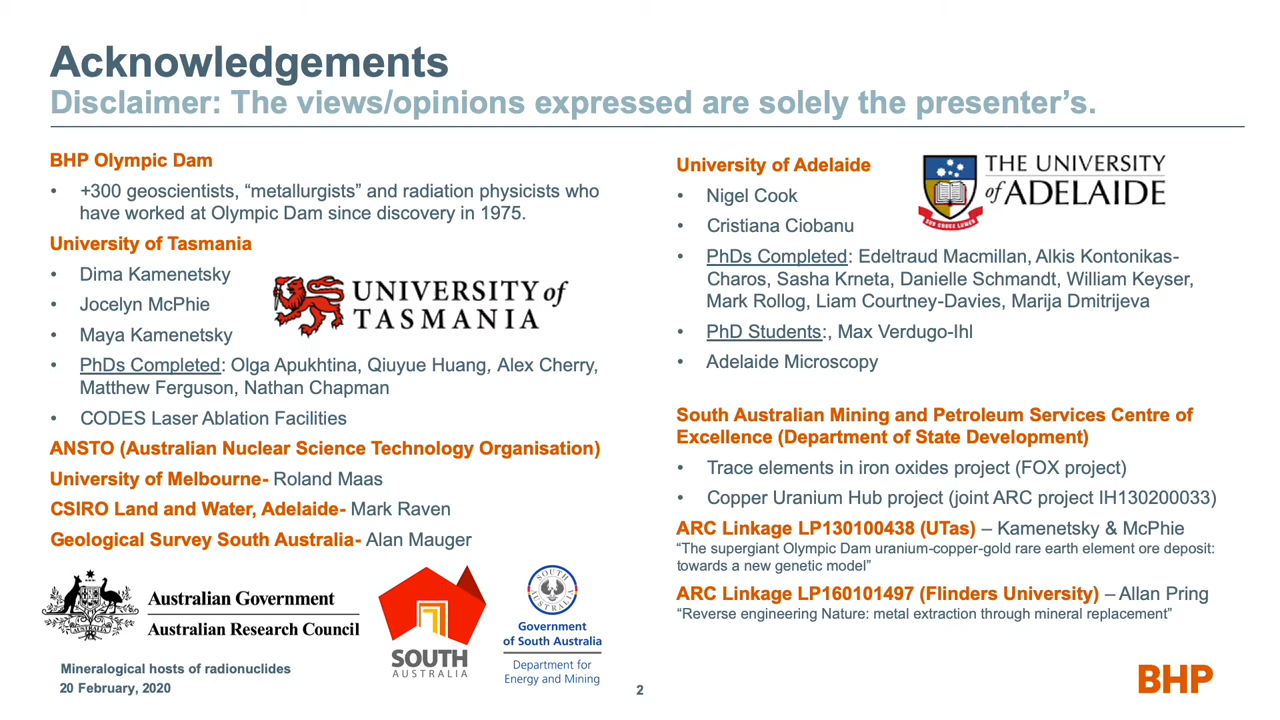 Acknowledgements
Disclaimer: The views/opinions expressed are solely the presenter’s.
BHP Olympic Dam
• +300 geoscientists, “metallurgists” and radiation physicists who
have worked at Olympic Dam since discovery in 1975.
University of Tasmania
• Dima Kamenetsky
• Jocelyn McPhie
• Maya Kamenetsky
UNIVERSITY of
TASMANIA
• PhDs Completed: Olga Apukhtina, Qiuyue Huang, Alex Cherry,
Matthew Ferguson, Nathan Chapman
• CODES Laser Ablation Facilities
ANSTO (Australian Nuclear Science Technology Organisation)
University of Melbourne- Roland Maas
CSIRO Land and Water, Adelaide- Mark Raven
Geological Survey South Australia- Alan Mauger
AUSTRALIA
Australian Government
Australian Research Council
SOUTH
AUSTRALIA
SOUTH
AUSTRALIA
Government
of South Australia
Department for
Energy and Mining
University of Adelaide
• Nigel Cook
• Cristiana Ciobanu
THE UNIVERSITY
of ADELAIDE
SUB CRUCE LUMEN
• PhDs Completed: Edeltraud Macmillan, Alkis Kontonikas-
Charos, Sasha Krneta, Danielle Schmandt, William Keyser,
Mark Rollog, Liam Courtney-Davies, Marija Dmitrijeva
• PhD Students:, Max Verdugo-Ihl
• Adelaide Microscopy
South Australian Mining and Petroleum Services Centre of
Excellence (Department of State Development)
• Trace elements in iron oxides project (FOX project)
• Copper Uranium Hub project (joint ARC project IH130200033)
ARC Linkage LP130100438 (UTas) – Kamenetsky & McPhie
“The supergiant Olympic Dam uranium-copper-gold rare earth element ore deposit:
towards a new genetic model”
ARC Linkage LP160101497 (Flinders University) – Allan Pring
“Reverse engineering Nature: metal extraction through mineral replacement”
Mineralogical hosts of radionuclides
20 February, 2020
2
BHP